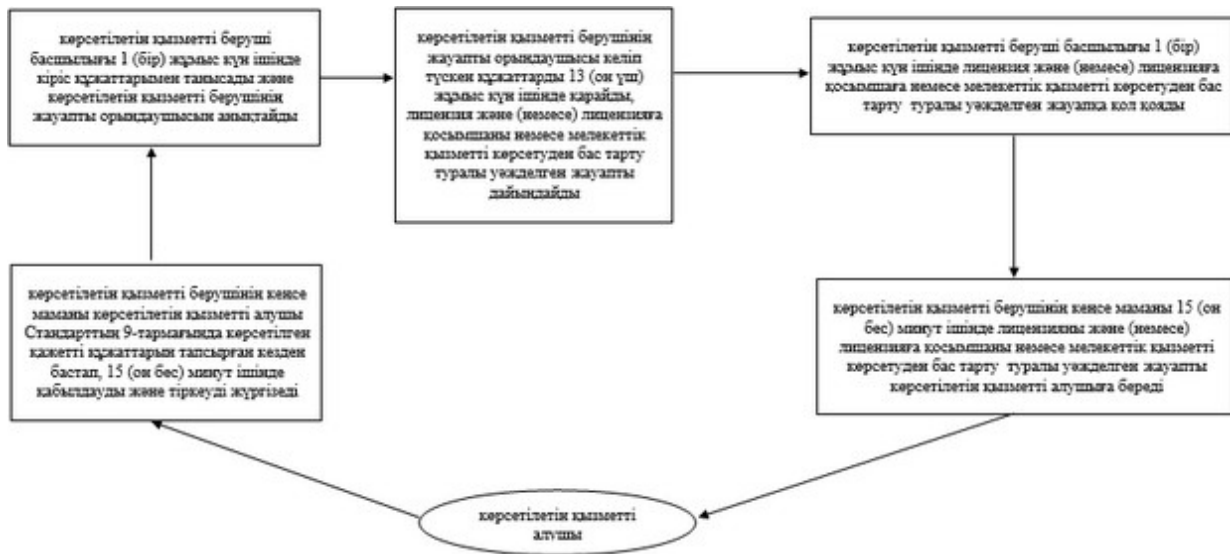 көрсетілетін қызметті беруші
басшылығы 1 (бір) жұмыс күн ішінде
кіріс құжаттарымен танысады және
көрсетілетін қызметті берушінің
жауапты орындаушысын анықтайды
көрсетілетін қызметті берушінің
жауапты орындаушысы келіп
түскен құжаттарды 13 (он үш)
жұмыс күн ішінде қарайды,
лицензия және (немесе) лицензияға
қосымшаны немесе мелекеттік
қызметті көрсетуден бас тарту
туралы уәжделген жауапты
дайындайды
көрсетілетін қызметті беруші басшылығы 1 (бір)
жұмыс күн ішінде лицензия және (немесе) лицензияға
қосымшаға немесе мелекеттік қызметті көрсетуден бас
тарту туралы уәжделген жауапқа қол қояды
көрсетілетін қызметті берушінің кеңсе
маманы көрсетілетін қызметті алушы
Стандарттың 9-тармағында көрсетілген
қажетті құжаттарын тапсырған кезден
бастап, 15 (он бес) минут ішінде
қабылдауды және тіркеуді жүргізеді
көрсетілетін қызметті берушінің кеңсе маманы 15 (он
бес) минут ішінде лицензияны және (немесе)
лицензияға қосымшаны немесе мелекеттік қызметті
көрсетуден бас тарту туралы уәжделген жауапты
көрсетілетін қызметті алушыға береді
көрсетілетін қызметті
алушы